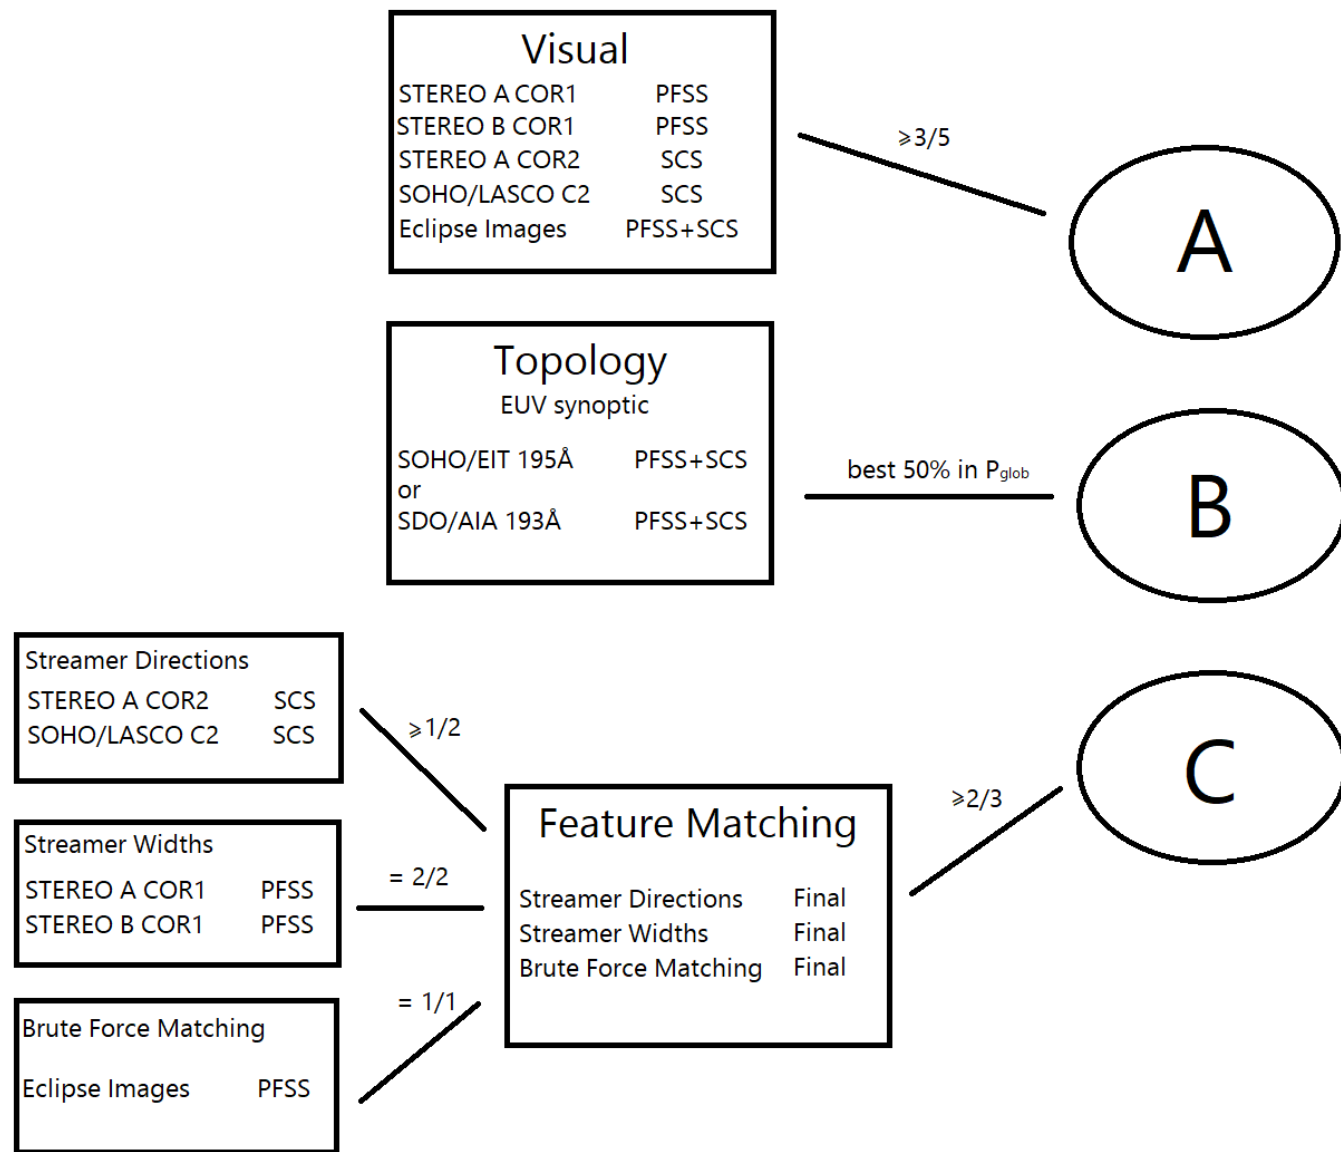 Visual
STEREO A COR1 PFSS
STEREO B COR1 PFSS
STEREO A COR2 SCS
SOHO/LASCO C2 SCS
Eclipse Images PFSS+SCS
⩾3/5
A
Topology
EUV synoptic
SOHO/EIT 195Å PFSS+SCS
or
SDO/AIA 193Å PFSS+SCS
best 50% in Pglob
B
Streamer Directions
STEREO A COR2 SCS
SOHO/LASCO C2 SCS
⩾1/2
Streamer Widths
STEREO A COR1 PFSS
STEREO B COR1 PFSS
= 2/2
Brute Force Matching
Eclipse Images PFSS
= 1/1
Feature Matching
Streamer Directions Final
Streamer Widths Final
Brute Force Matching Final
⩾2/3
C